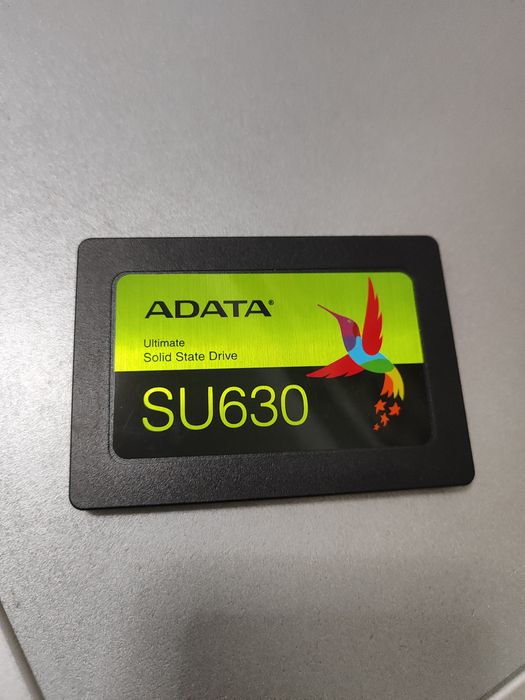 ADATA®
Ultimate
Solid State Drive
SU630